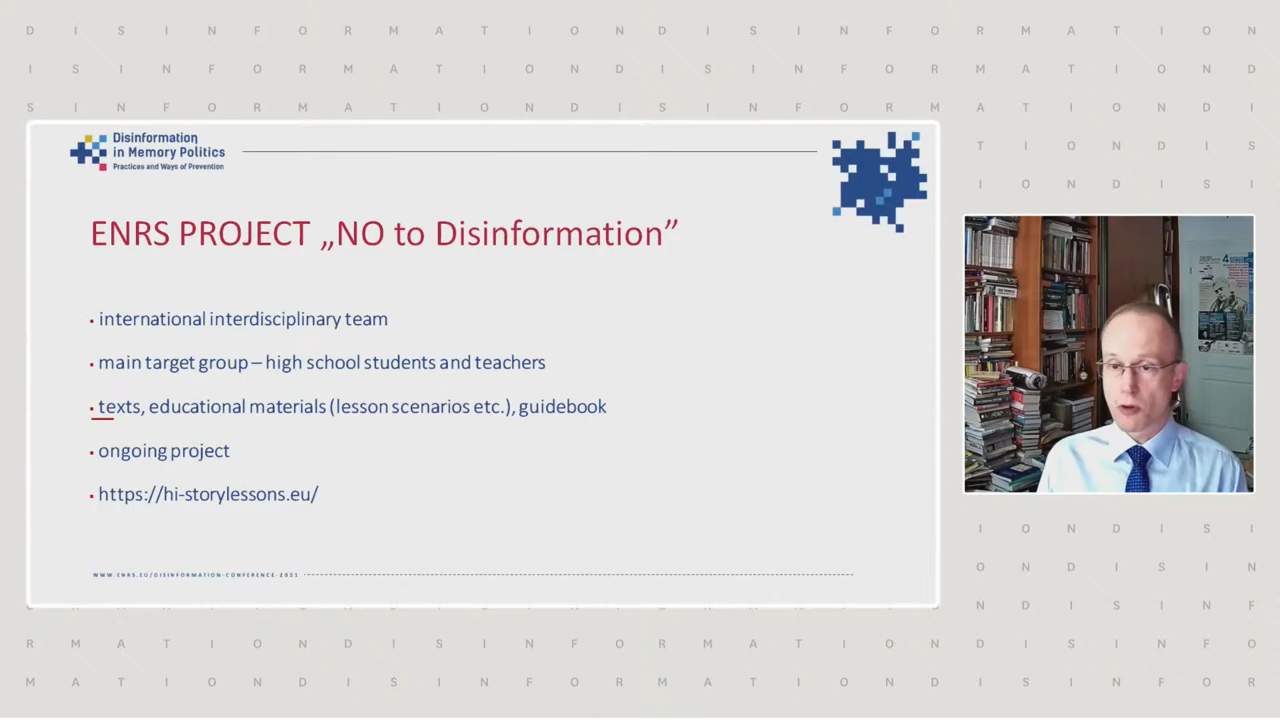 D I S I N F O R M A T I O N D I S I N F O R M A T I O N
I S I N F O R M A T I O N D I S I N F O R M A T I O N D
S I N F O R M A T I O N D I S I N F O R M A T I O N D I
T I O N D I S
I O N D I S I
Disinformation
in Memory Politics
Practices and Ways of Prevention
ENRS PROJECT „NO to Disinformation”
▪ international interdisciplinary team
▪ main target group – high school students and teachers
▪ texts, educational materials (lesson scenarios etc.), guidebook
▪ ongoing project
▪ https://hi-storylessons.eu/
WWW.ENRS.EU/DISINFORMATION-CONFERENCE-2021
I O N D I S I
O N D I S I N
N D I S I N F
R M A T I O N D I S I N F O R M A T I O N D I S I N F O
M A T I O N D I S I N F O R M A T I O N D I S I N F O R